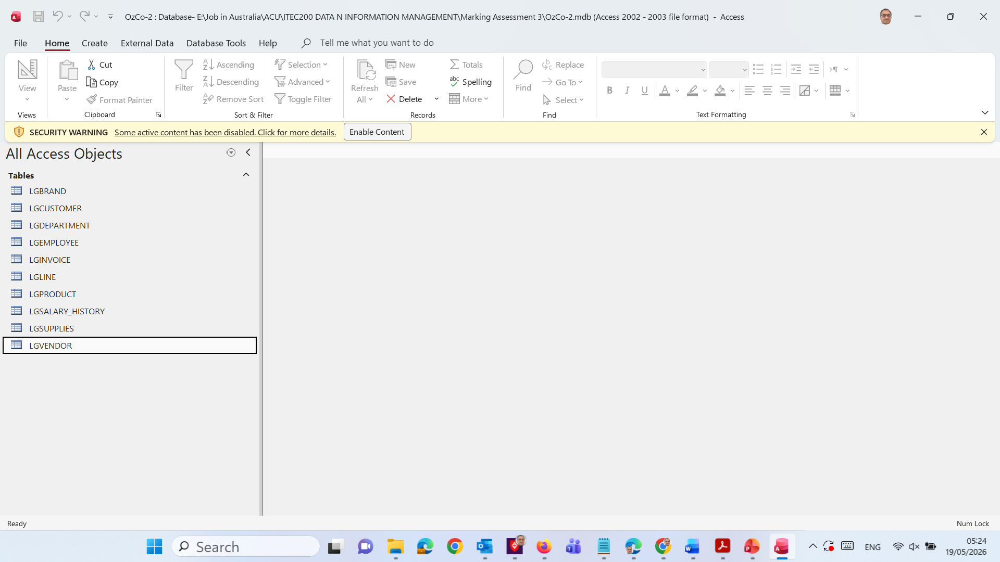 OzCo-2 : Database- E:\Job in Australia\ACU\ITEC200 DATA N INFORMATION MANAGEMENT\Marking Assessment 3\OzCo-2.mdb (Access 2002 - 2003 file format) - Access
File Home Create External Data Database Tools Help Tell me what you want to do
View
Views
Paste
Cut
Copy
Format Painter
Clipboard
Filter
Ascending
Descending
Remove Sort
Selection
Advanced
Toggle Filter
Sort & Filter
Refresh
All
New
Save
Delete
Totals
Spelling
More
Records
Find
Replace
Go To
Select
Find
B I U
Text Formatting
SECURITY WARNING Some active content has been disabled. Click for more details. Enable Content
All Access Objects
Tables
LGBRAND
LGCUSTOMER
LGDEPARTMENT
LGEMPLOYEE
LGINVOICE
LGLINE
LGPRODUCT
LGSALARY_HISTORY
LGSUPPLIES
LGVENDOR
Ready
Num Lock
Search
ENG
05:24
19/05/2026